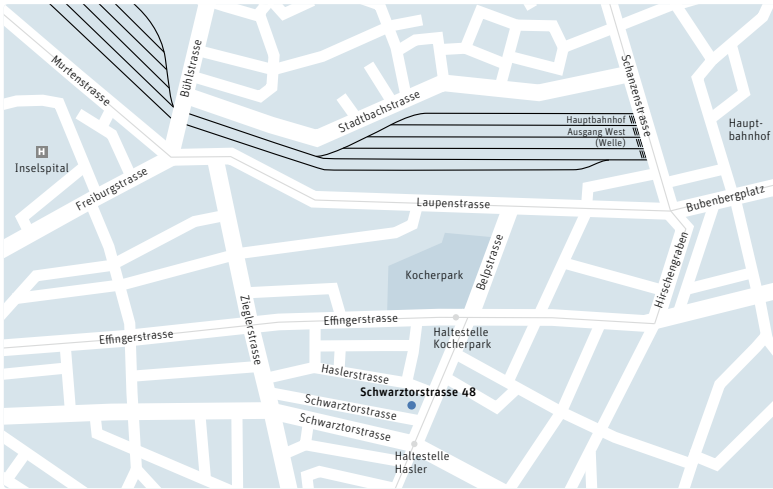 Murtenstrasse
Bühlstrasse
Schanzenstrasse
Stadtbachstrasse
Hauptbahnhof
Ausgang West
(Welle)
Haupt-
bahnhof
H
Inselspital
Freiburgstrasse
Laupenstrasse
Bubenbergplatz
Belpstrasse
Hirschengraben
Kocherpark
Zieglerstrasse
Effingerstrasse
Effingerstrasse
Haltestelle
Kocherpark
Haslerstrasse
Schwarztorstrasse 48
Schwarztorstrasse
Schwarztorstrasse
Haltestelle
Hasler